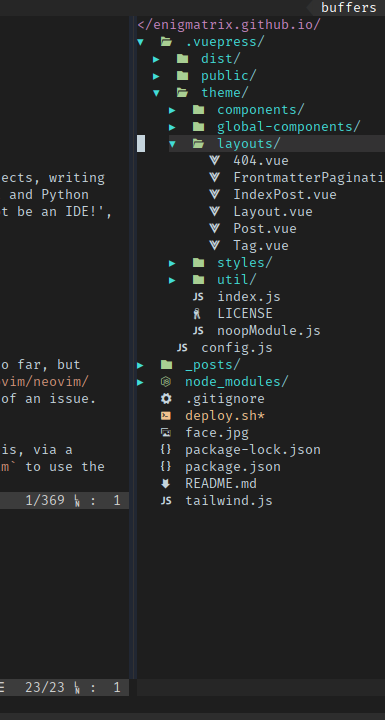 buffers
</enigmatrix.github.io/
▼ .vuepress/
▶ dist/
▶ public/
▼ theme/
▶ components/
▶ global-components/
▼ layouts/
404.vue
FrontmatterPaginati
IndexPost.vue
Layout.vue
Post.vue
Tag.vue
▶ styles/
▶ util/
JS index.js
LICENSE
JS noopModule.js
JS config.js
▶ _posts/
▶ node_modules/
.gitignore
deploy.sh*
face.jpg
{} package-lock.json
{} package.json
README.md
JS tailwind.js
ects, writing
and Python
t be an IDE!',
o far, but
vim/neovim/
of an issue.
is, via a
m` to use the
1/369 ㏑ : 1
23/23 ㏑ : 1